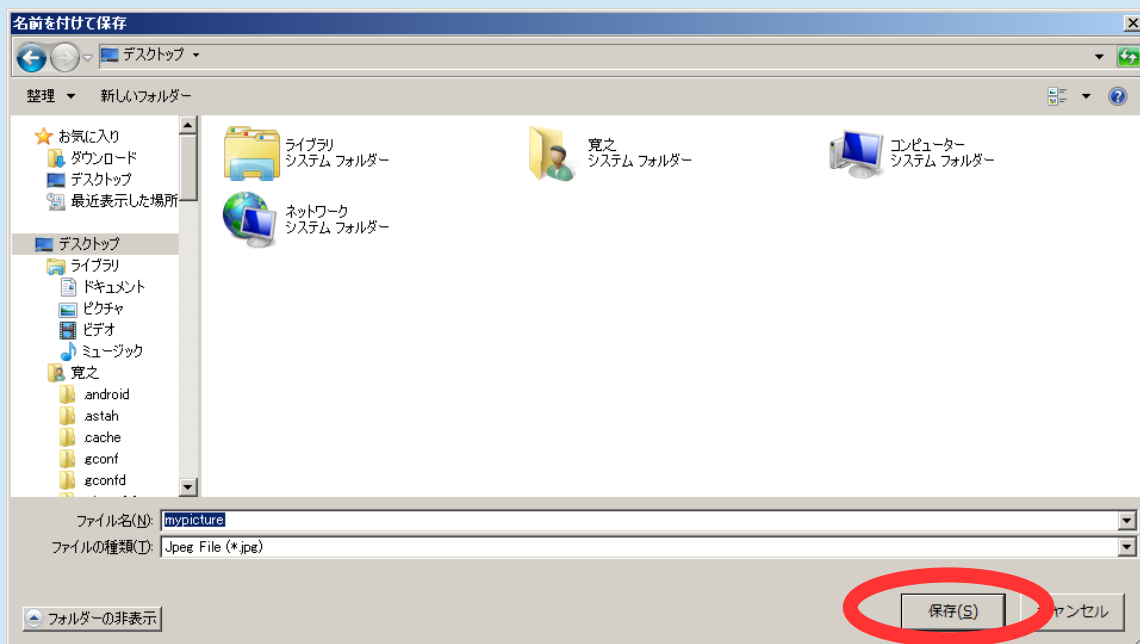 名前を付けて保存
デスクトップ
整理 新しいフォルダー
お気に入り
ダウンロード
デスクトップ
最近表示した場所
デスクトップ
ライブラリ
ドキュメント
ピクチャ
ビデオ
ミュージック
寛之
.android
.astah
.cache
.gconf
.gconfd
ライブラリ
システム フォルダー
寛之
システム フォルダー
コンピューター
システム フォルダー
ネットワーク
システム フォルダー
ファイル名(N): mypicture
ファイルの種類(T): Jpeg File (*.jpg)
フォルダーの非表示
保存(S)
ャンセル